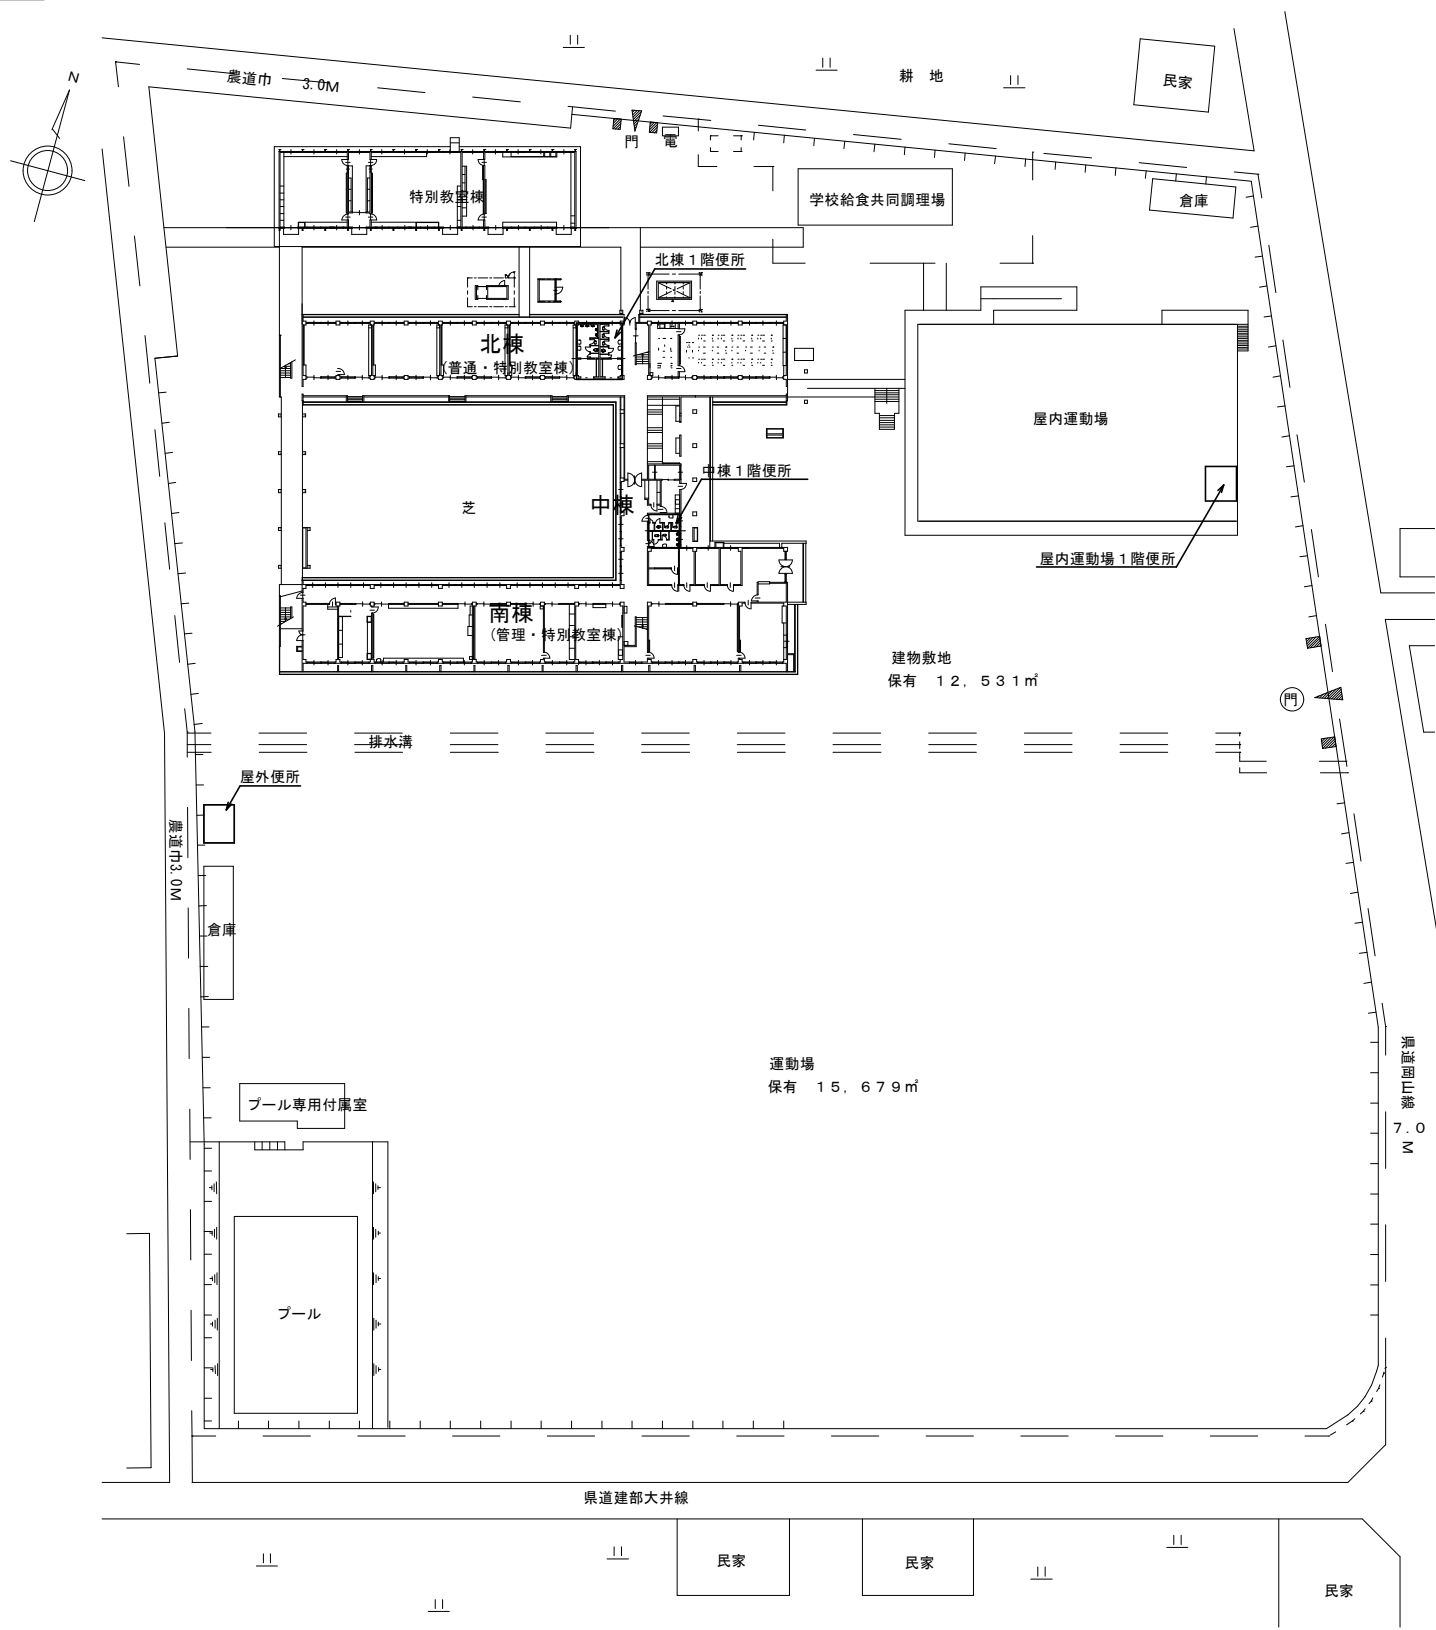 N
農道巾　3.0M
耕　地
民家
門
電
特別教室棟
学校給食共同調理場
倉庫
北棟１階便所
北棟
(普通・特別教室棟)
屋内運動場
中棟１階便所
中棟
芝
屋内運動場１階便所
南棟
(管理・特別教室棟)
建物敷地
保有　１２，５３１㎡
門
排水溝
屋外便所
農道巾3.0M
倉庫
運動場
保有　１５，６７９㎡
県道岡山線
７.０
M
プール専用付属室
プール
県道建部大井線
民家
民家
民家